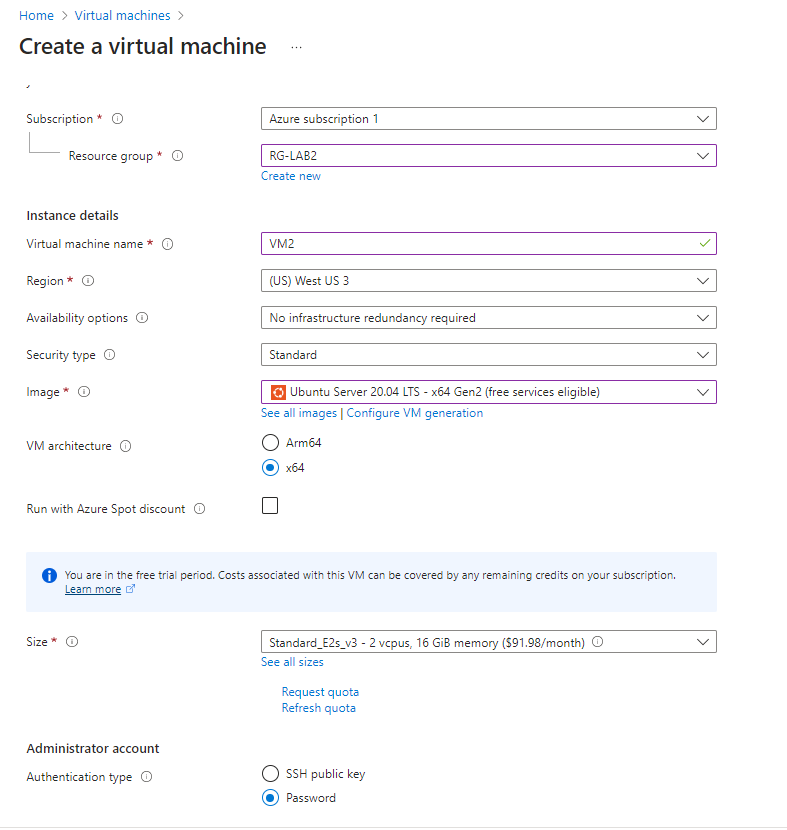 Home > Virtual machines >
Create a virtual machine ...
Subscription * Azure subscription 1
Resource group * RG-LAB2
Create new
Instance details
Virtual machine name * VM2
Region * (US) West US 3
Availability options No infrastructure redundancy required
Security type Standard
Image * Ubuntu Server 20.04 LTS - x64 Gen2 (free services eligible)
See all images | Configure VM generation
VM architecture Arm64
x64
Run with Azure Spot discount
You are in the free trial period. Costs associated with this VM can be covered by any remaining credits on your subscription.
Learn more
Size * Standard_E2s_v3 - 2 vcpus, 16 GiB memory ($91.98/month)
See all sizes
Request quota
Refresh quota
Administrator account
Authentication type SSH public key
Password